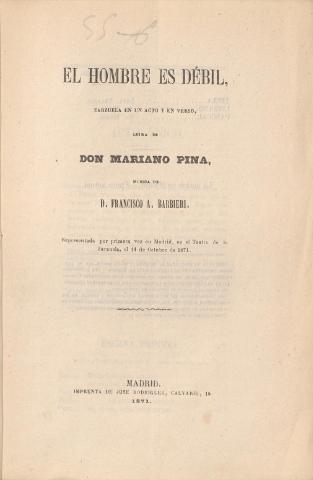 55-6
EL HOMBRE ES DÉBIL,
ZARZUELA EN UN ACTO Y EN VERSO,
LETRA DE
DON MARIANO PINA,
MUSICA DE
D. FRANCISCO A. BARBIERI.
Representada por primera vez en Madrid, en el Teatro de la
Zarzuela, el 14 de Octubre de 1871.
MADRID.
IMPRENTA DE JOSÉ RODRIGUEZ, CALVARIO, 18
1871.